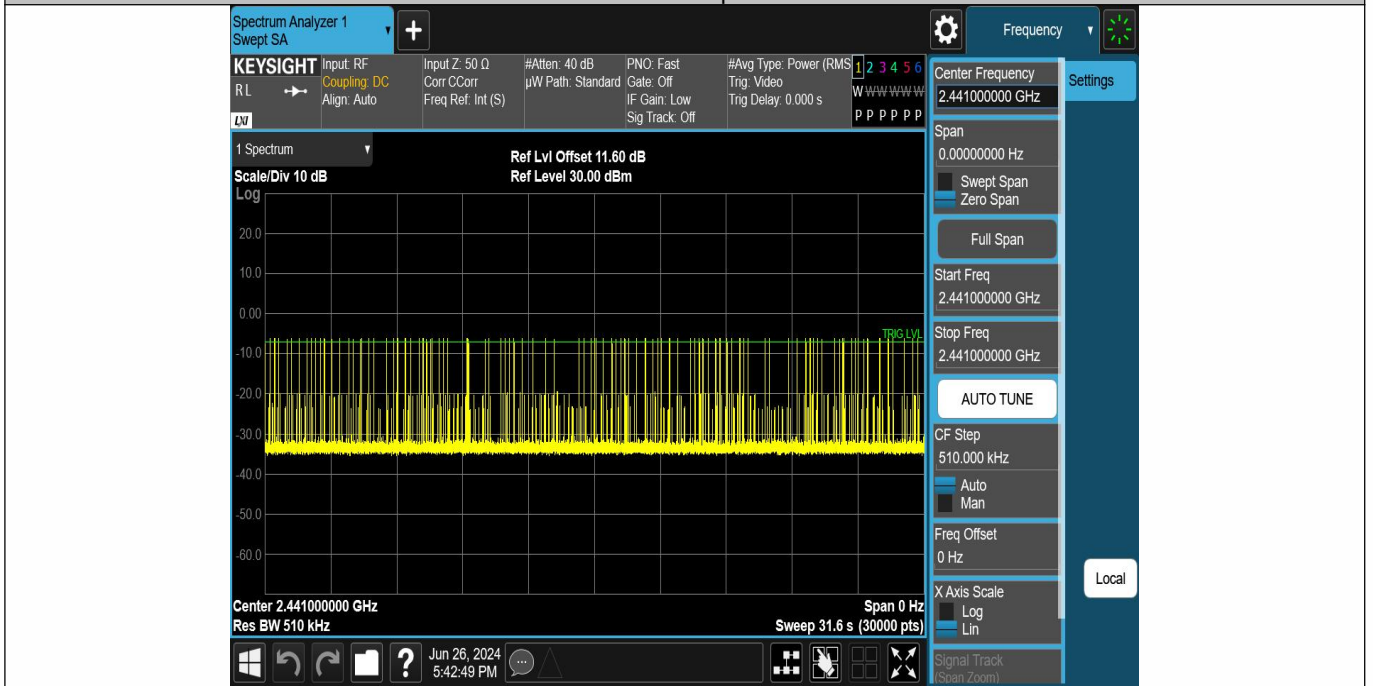 Spectrum Analyzer 1
Swept SA
+
Frequency
KEYSIGHT
RL
LXI
Input: RF
Coupling: DC
Align: Auto
Input Z: 50 Ω
Corr CCorr
Freq Ref: Int (S)
#Atten: 40 dB
µW Path: Standard
PNO: Fast
Gate: Off
IF Gain: Low
Sig Track: Off
#Avg Type: Power (RMS
Trig: Video
Trig Delay: 0.000 s
1 2 3 4 5 6
W W W W W W
P P P P P P
1 Spectrum
Scale/Div 10 dB
Ref Lvl Offset 11.60 dB
Ref Level 30.00 dBm
Log
20.0
10.0
0.00
-10.0
-20.0
-30.0
-40.0
-50.0
-60.0
TRIG LVL
Center 2.441000000 GHz
Res BW 510 kHz
Span 0 Hz
Sweep 31.6 s (30000 pts)
Center Frequency
2.441000000 GHz
Settings
Span
0.00000000 Hz
Swept Span
Zero Span
Full Span
Start Freq
2.441000000 GHz
Stop Freq
2.441000000 GHz
AUTO TUNE
CF Step
510.000 kHz
Auto
Man
Freq Offset
0 Hz
X Axis Scale
Log
Lin
Signal Track
(Span Zoom)
Local
?
Jun 26, 2024
5:42:49 PM